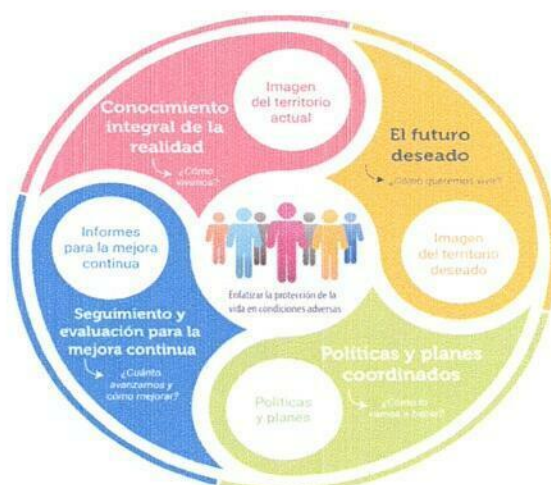 Conocimiento
integral de la
realidad
¿Cómo
vivimos?
Imagen
del territorio
actual
El futuro
deseado
¿Cómo queremos vivir?
Imagen
del territorio
deseado
Políticas y planes
coordinados
¿Cómo lo
vamos a hacer?
Políticas
y planes
Seguimiento y
evaluación para la
mejora continua
¿Cuánto
avanzamos y
cómo mejorar?
Informes
para la mejora
continua
Enfatizar la protección de la
vida en condiciones adversas